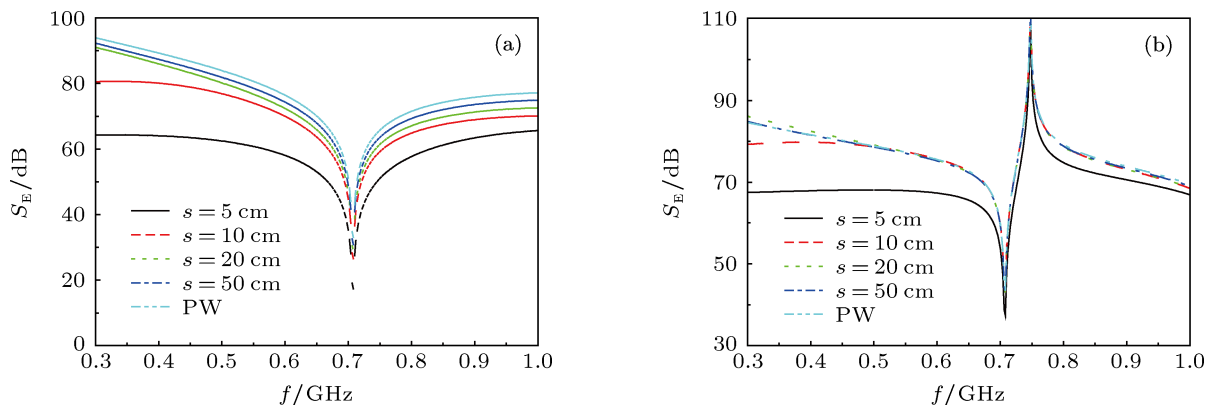 100
80
60
40
20
0
S_E/dB
(a)
s = 5 cm
s = 10 cm
s = 20 cm
s = 50 cm
PW
0.3 0.4 0.5 0.6 0.7 0.8 0.9 1.0
f/GHz
110
90
70
50
30
S_E/dB
(b)
s = 5 cm
s = 10 cm
s = 20 cm
s = 50 cm
PW
0.3 0.4 0.5 0.6 0.7 0.8 0.9 1.0
f/GHz